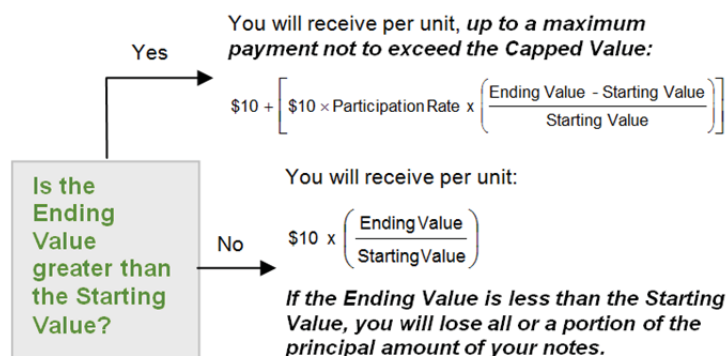 You will receive per unit, up to a maximum
payment not to exceed the Capped Value:
Yes
$10 + [ $10 × Participation Rate x ( Ending Value - Starting Value / Starting Value ) ]
Is the
Ending
Value
greater than
the Starting
Value?
No
You will receive per unit:
$10 x ( Ending Value / Starting Value )
If the Ending Value is less than the Starting
Value, you will lose all or a portion of the
principal amount of your notes.